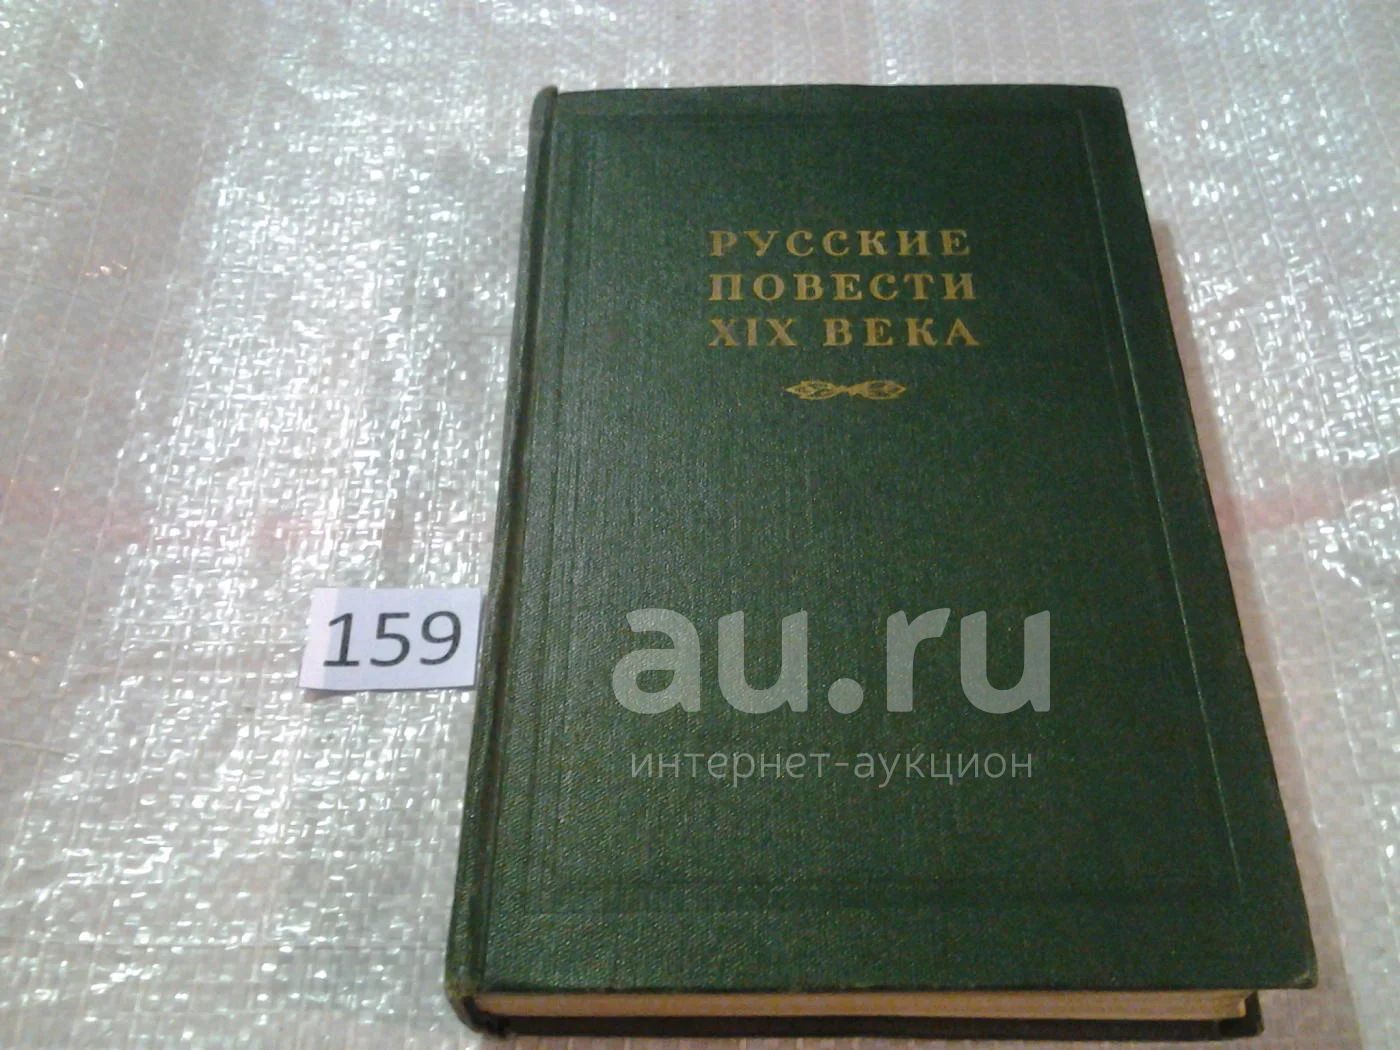 РУССКИЕ
ПОВЕСТИ
XIX ВЕКА
159
au.ru
интернет-аукцион